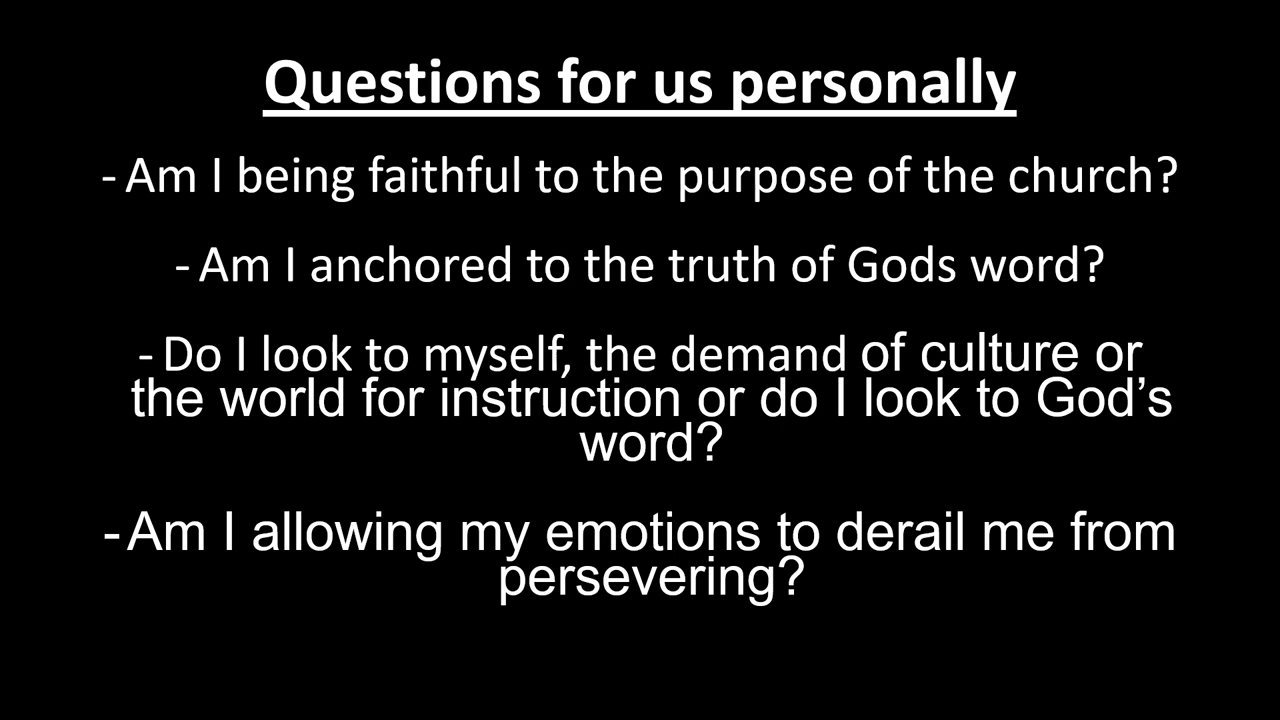 Questions for us personally
- Am I being faithful to the purpose of the church?
- Am I anchored to the truth of Gods word?
- Do I look to myself, the demand of culture or
the world for instruction or do I look to God’s
word?
- Am I allowing my emotions to derail me from
persevering?